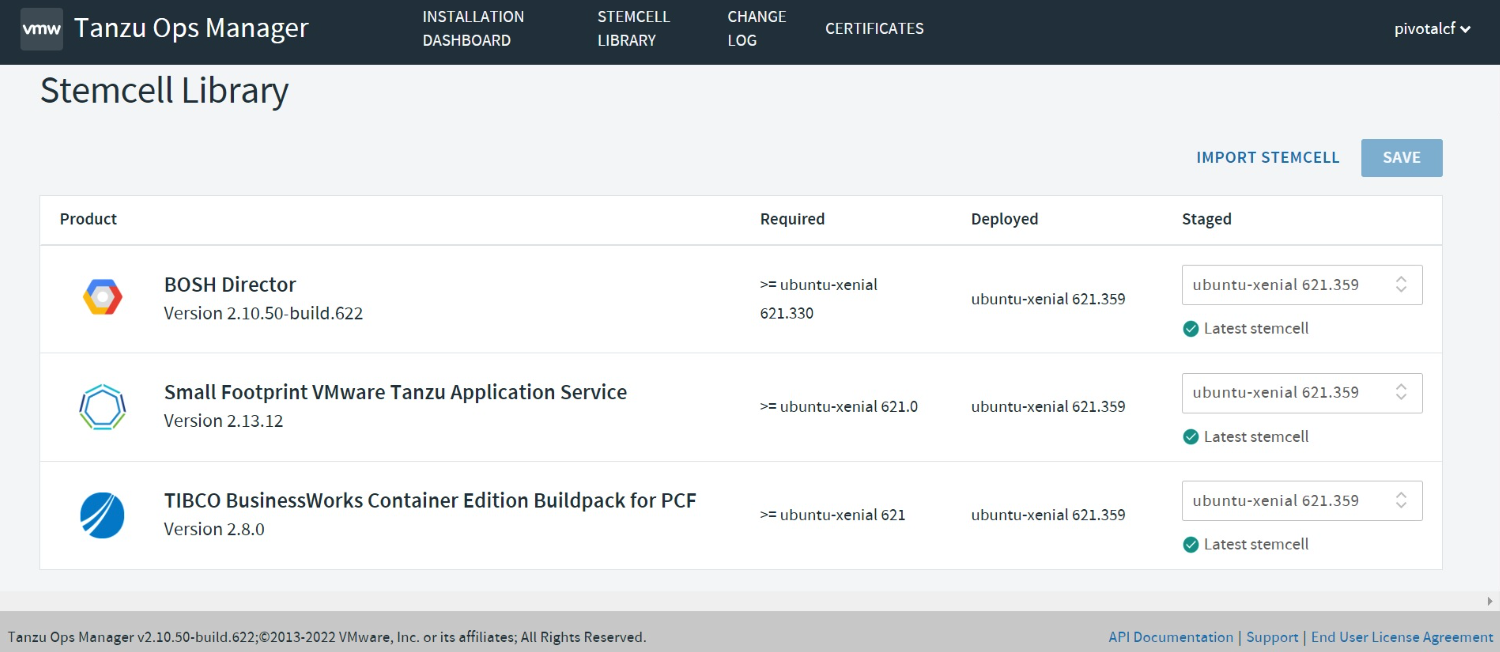 vmw Tanzu Ops Manager
INSTALLATION
DASHBOARD
STEMCELL
LIBRARY
CHANGE
LOG
CERTIFICATES
pivotalcf
Stemcell Library
IMPORT STEMCELL
SAVE
Product Required Deployed Staged
BOSH Director
Version 2.10.50-build.622
>= ubuntu-xenial
621.330
ubuntu-xenial 621.359
ubuntu-xenial 621.359
Latest stemcell
Small Footprint VMware Tanzu Application Service
Version 2.13.12
>= ubuntu-xenial 621.0
ubuntu-xenial 621.359
ubuntu-xenial 621.359
Latest stemcell
TIBCO BusinessWorks Container Edition Buildpack for PCF
Version 2.8.0
>= ubuntu-xenial 621
ubuntu-xenial 621.359
ubuntu-xenial 621.359
Latest stemcell
Tanzu Ops Manager v2.10.50-build.622;©2013-2022 VMware, Inc. or its affiliates; All Rights Reserved.
API Documentation | Support | End User License Agreement